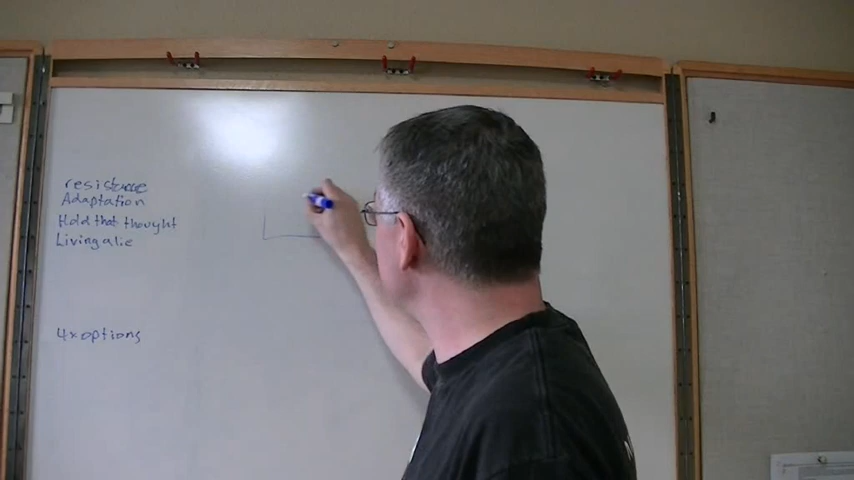 resistance
Adaptation
Hold that thought
Living a lie
4x options